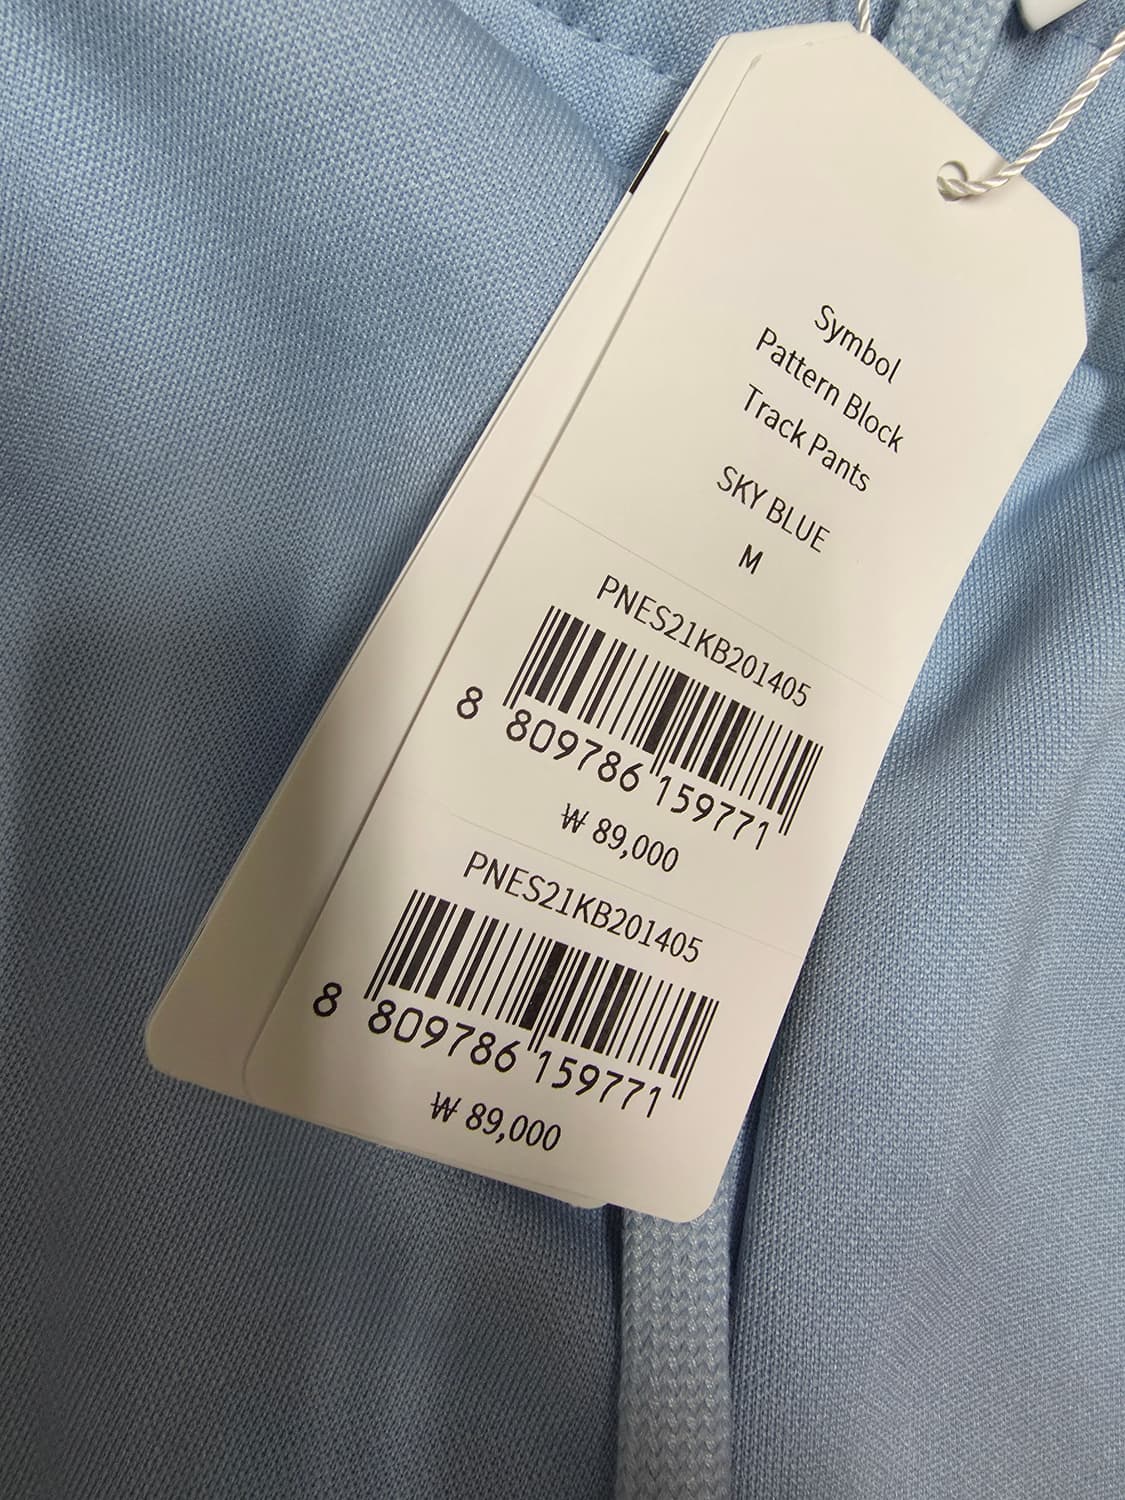 Symbol
Pattern Block
Track Pants
SKY BLUE
M
PNES21KB201405
8 809786 159771
₩ 89,000
PNES21KB201405
8 809786 159771
₩ 89,000